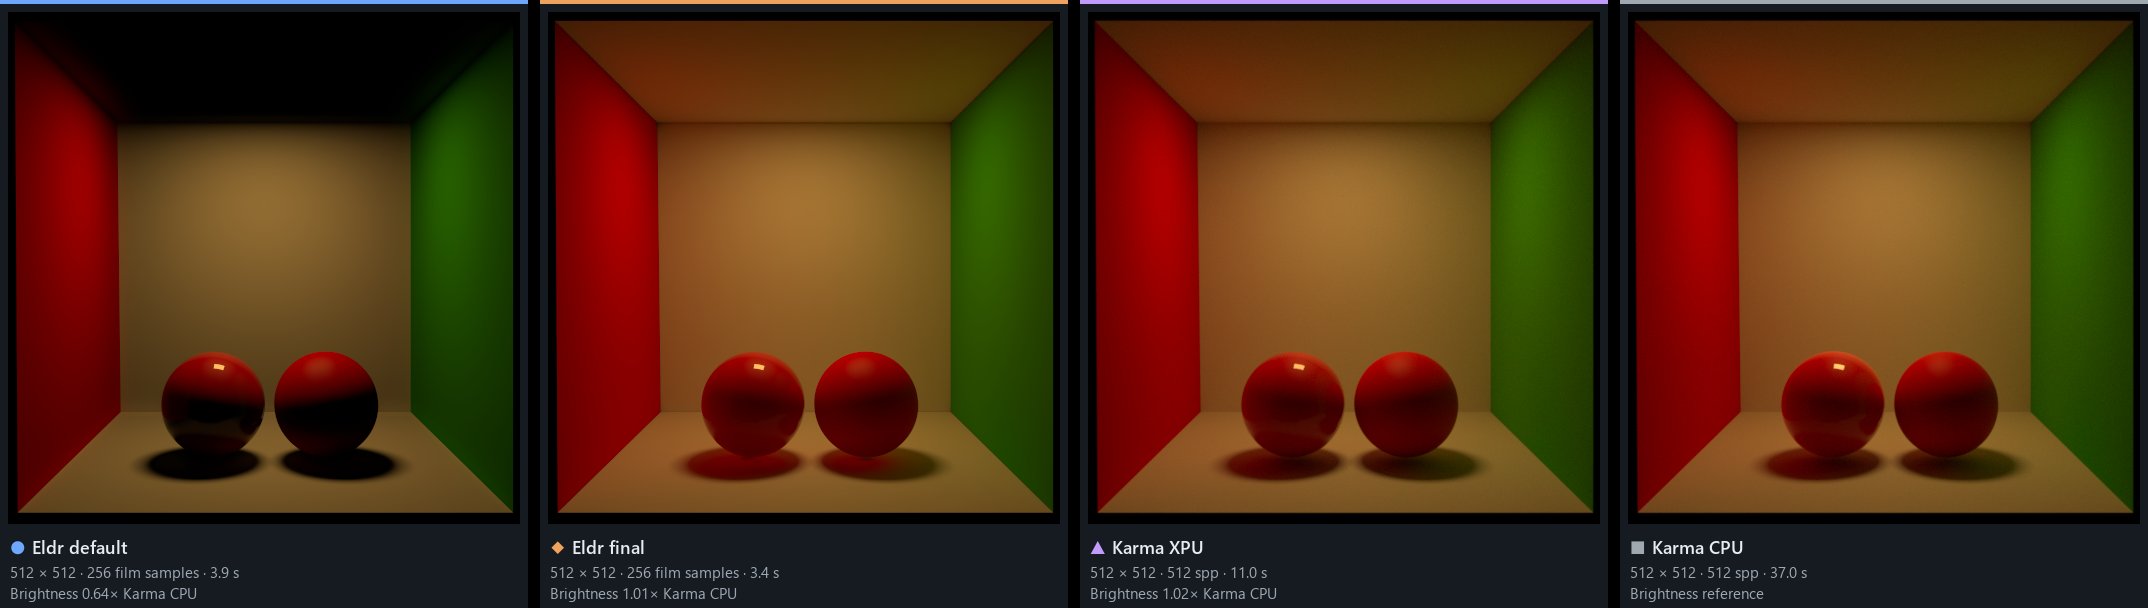 Eldr default
512 × 512 · 256 film samples · 3.9 s
Brightness 0.64× Karma CPU
Eldr final
512 × 512 · 256 film samples · 3.4 s
Brightness 1.01× Karma CPU
Karma XPU
512 × 512 · 512 spp · 11.0 s
Brightness 1.02× Karma CPU
Karma CPU
512 × 512 · 512 spp · 37.0 s
Brightness reference